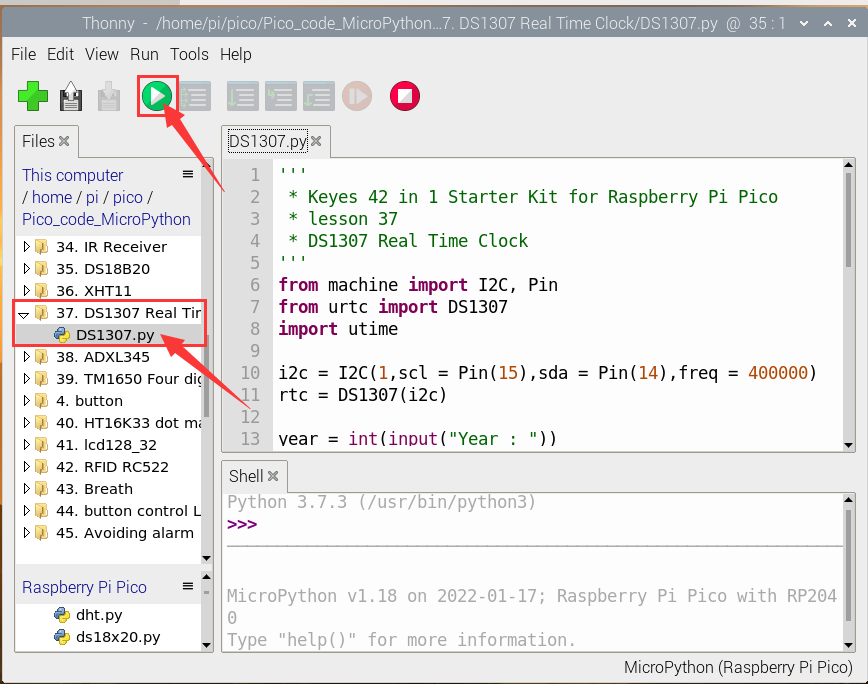 Thonny - /home/pi/pico/Pico_code_MicroPython...7. DS1307 Real Time Clock/DS1307.py @ 35 : 1
File Edit View Run Tools Help
Files
This computer
/ home / pi / pico /
Pico_code_MicroPython
34. IR Receiver
35. DS18B20
36. XHT11
37. DS1307 Real Tir
DS1307.py
38. ADXL345
39. TM1650 Four dig
4. button
40. HT16K33 dot ma
41. lcd128_32
42. RFID RC522
43. Breath
44. button control L
45. Avoiding alarm
Raspberry Pi Pico
dht.py
ds18x20.py
DS1307.py
1 '''
2 * Keyes 42 in 1 Starter Kit for Raspberry Pi Pico
3 * lesson 37
4 * DS1307 Real Time Clock
5 '''
6 from machine import I2C, Pin
7 from urtc import DS1307
8 import utime
9
10 i2c = I2C(1,scl = Pin(15),sda = Pin(14),freq = 400000)
11 rtc = DS1307(i2c)
12
13 year = int(input("Year : "))
Shell
Python 3.7.3 (/usr/bin/python3)
>>>
MicroPython v1.18 on 2022-01-17; Raspberry Pi Pico with RP204
0
Type "help()" for more information.
MicroPython (Raspberry Pi Pico)